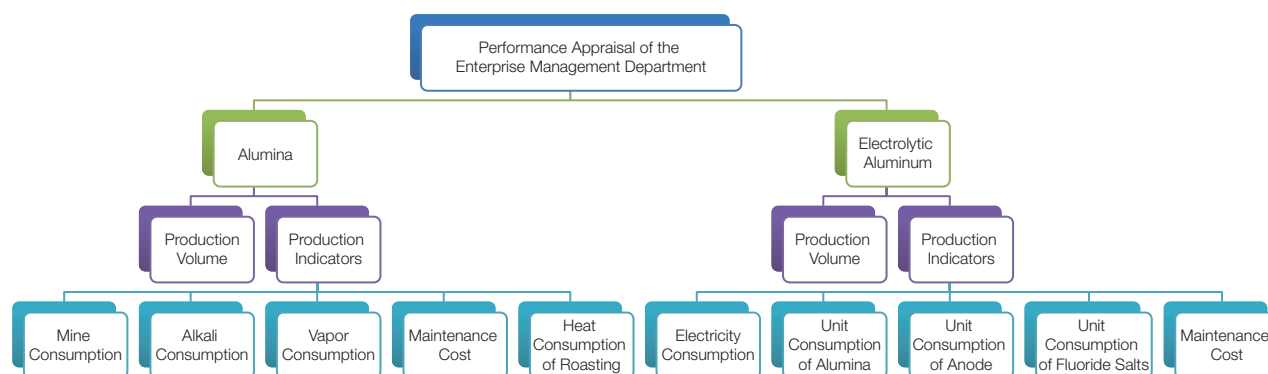 Performance Appraisal of the
Enterprise Management Department
Alumina
Electrolytic
Aluminum
Production
Volume
Production
Indicators
Production
Volume
Production
Indicators
Mine
Consumption
Alkali
Consumption
Vapor
Consumption
Maintenance
Cost
Heat
Consumption
of Roasting
Electricity
Consumption
Unit
Consumption
of Alumina
Unit
Consumption
of Anode
Unit
Consumption
of Fluoride Salts
Maintenance
Cost